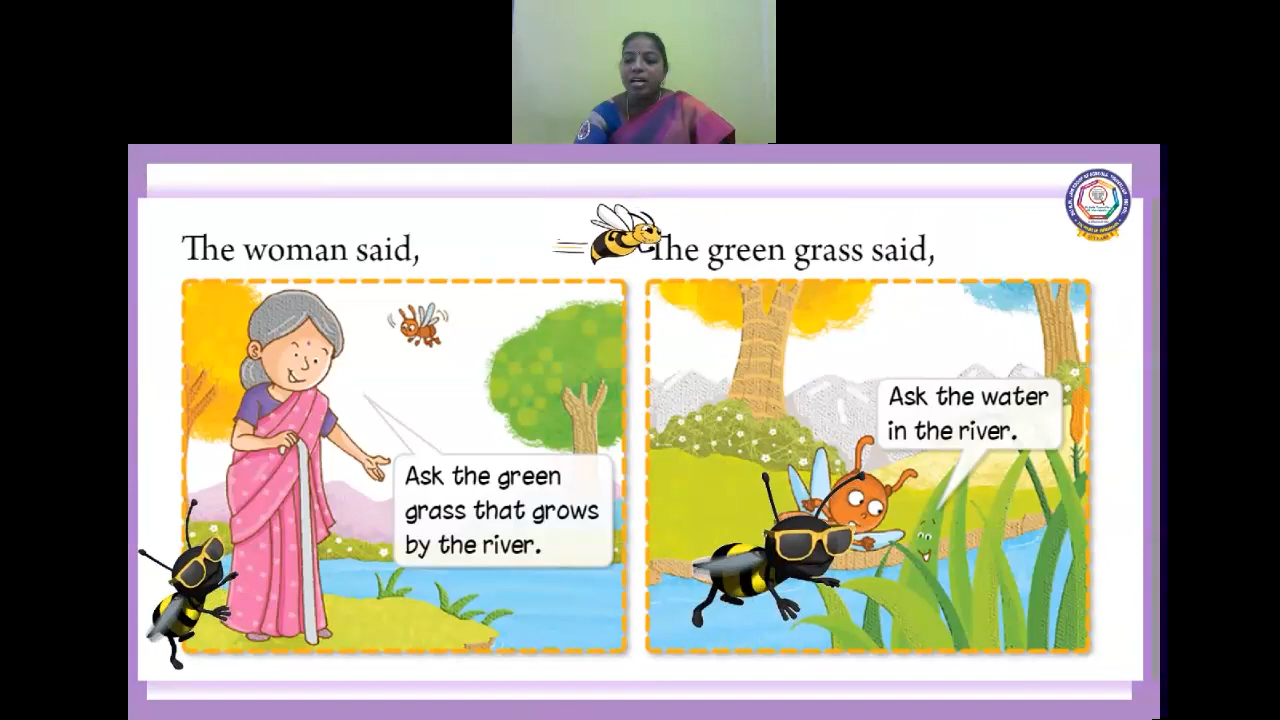 The woman said,
Ask the green
grass that grows
by the river.
The green grass said,
Ask the water
in the river.